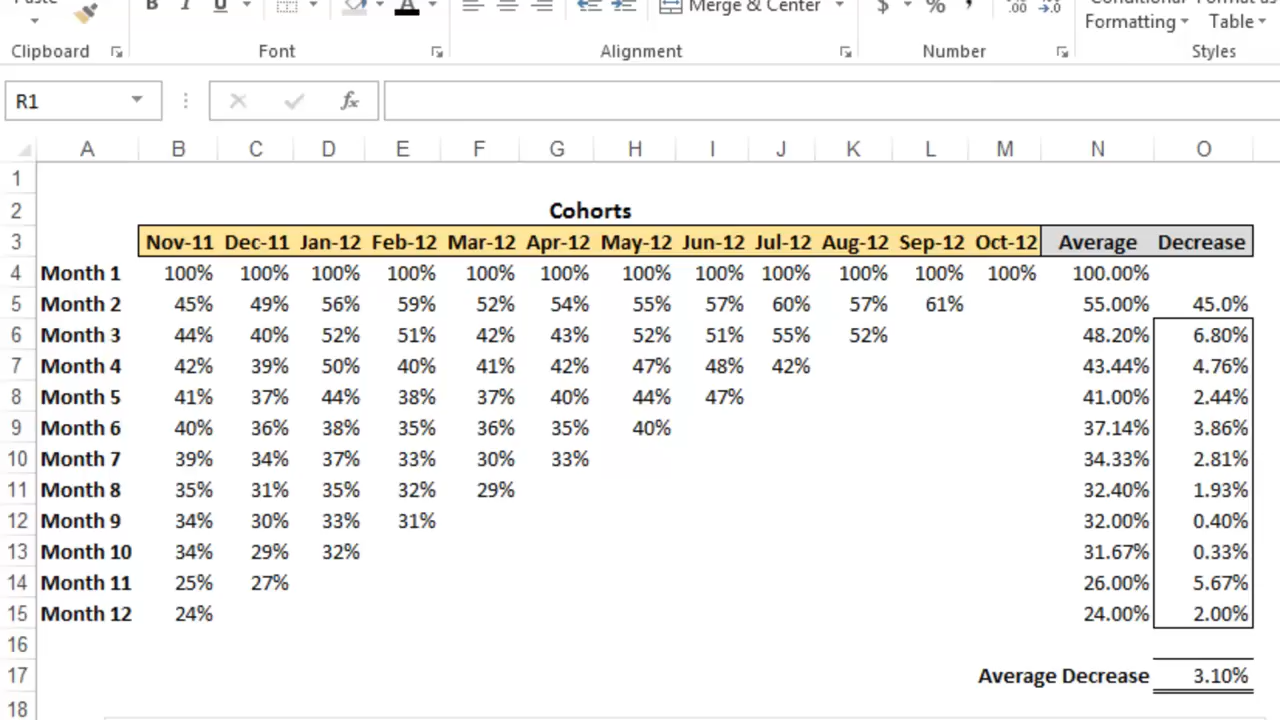 Paste B I U Merge & Center $ % , .00 .0 Conditional Format as
.00 →.0 Formatting Table
Clipboard Font Alignment Number Styles
R1 fx
A B C D E F G H I J K L M N O
1
2 Cohorts
3 Nov-11 Dec-11 Jan-12 Feb-12 Mar-12 Apr-12 May-12 Jun-12 Jul-12 Aug-12 Sep-12 Oct-12 Average Decrease
4 Month 1 100% 100% 100% 100% 100% 100% 100% 100% 100% 100% 100% 100% 100.00%
5 Month 2 45% 49% 56% 59% 52% 54% 55% 57% 60% 57% 61% 55.00% 45.0%
6 Month 3 44% 40% 52% 51% 42% 43% 52% 51% 55% 52% 48.20% 6.80%
7 Month 4 42% 39% 50% 40% 41% 42% 47% 48% 42% 43.44% 4.76%
8 Month 5 41% 37% 44% 38% 37% 40% 44% 47% 41.00% 2.44%
9 Month 6 40% 36% 38% 35% 36% 35% 40% 37.14% 3.86%
10 Month 7 39% 34% 37% 33% 30% 33% 34.33% 2.81%
11 Month 8 35% 31% 35% 32% 29% 32.40% 1.93%
12 Month 9 34% 30% 33% 31% 32.00% 0.40%
13 Month 10 34% 29% 32% 31.67% 0.33%
14 Month 11 25% 27% 26.00% 5.67%
15 Month 12 24% 24.00% 2.00%
16
17 Average Decrease 3.10%
18